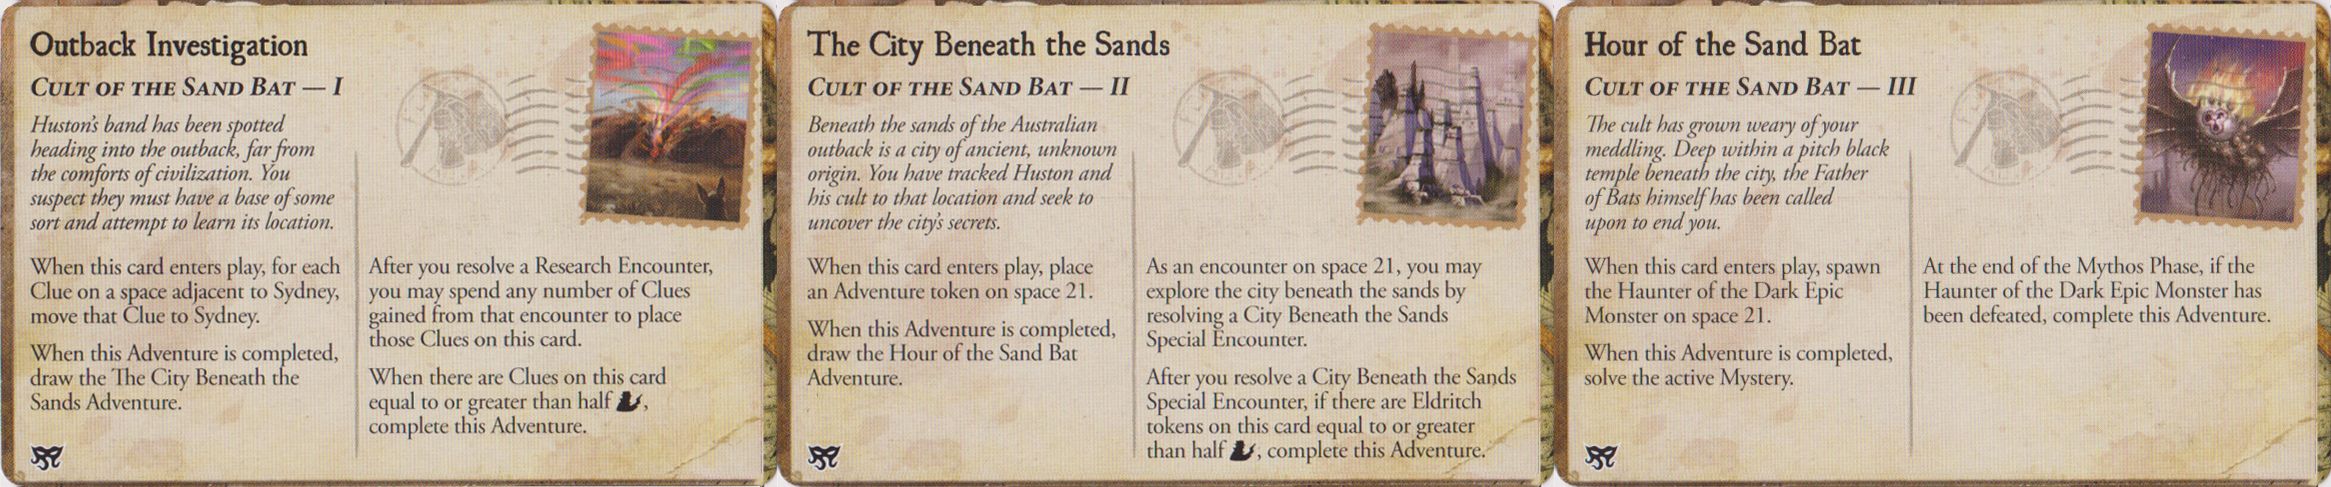 Outback Investigation
CULT OF THE SAND BAT — I
Huston's band has been spotted
heading into the outback, far from
the comforts of civilization. You
suspect they must have a base of some
sort and attempt to learn its location.
When this card enters play, for each
Clue on a space adjacent to Sydney,
move that Clue to Sydney.
When this Adventure is completed,
draw the The City Beneath the
Sands Adventure.
After you resolve a Research Encounter,
you may spend any number of Clues
gained from that encounter to place
those Clues on this card.
When there are Clues on this card
equal to or greater than half ,
complete this Adventure.
The City Beneath the Sands
CULT OF THE SAND BAT — II
Beneath the sands of the Australian
outback is a city of ancient, unknown
origin. You have tracked Huston and
his cult to that location and seek to
uncover the city's secrets.
When this card enters play, place
an Adventure token on space 21.
When this Adventure is completed,
draw the Hour of the Sand Bat
Adventure.
As an encounter on space 21, you may
explore the city beneath the sands by
resolving a City Beneath the Sands
Special Encounter.
After you resolve a City Beneath the Sands
Special Encounter, if there are Eldritch
tokens on this card equal to or greater
than half , complete this Adventure.
Hour of the Sand Bat
CULT OF THE SAND BAT — III
The cult has grown weary of your
meddling. Deep within a pitch black
temple beneath the city, the Father
of Bats himself has been called
upon to end you.
When this card enters play, spawn
the Haunter of the Dark Epic
Monster on space 21.
When this Adventure is completed,
solve the active Mystery.
At the end of the Mythos Phase, if the
Haunter of the Dark Epic Monster has
been defeated, complete this Adventure.